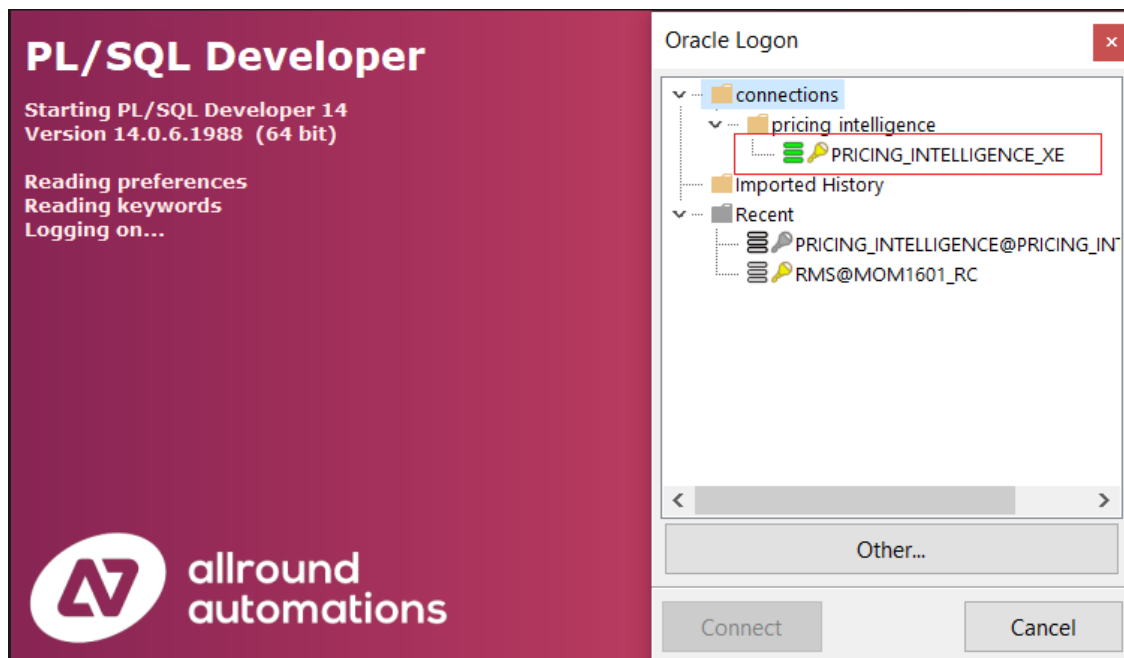 PL/SQL Developer
Starting PL/SQL Developer 14
Version 14.0.6.1988 (64 bit)
Reading preferences
Reading keywords
Logging on...
allround
automations
Oracle Logon
connections
pricing intelligence
PRICING_INTELLIGENCE_XE
Imported History
Recent
PRICING_INTELLIGENCE@PRICING_INT
RMS@MOM1601_RC
Other...
Connect
Cancel